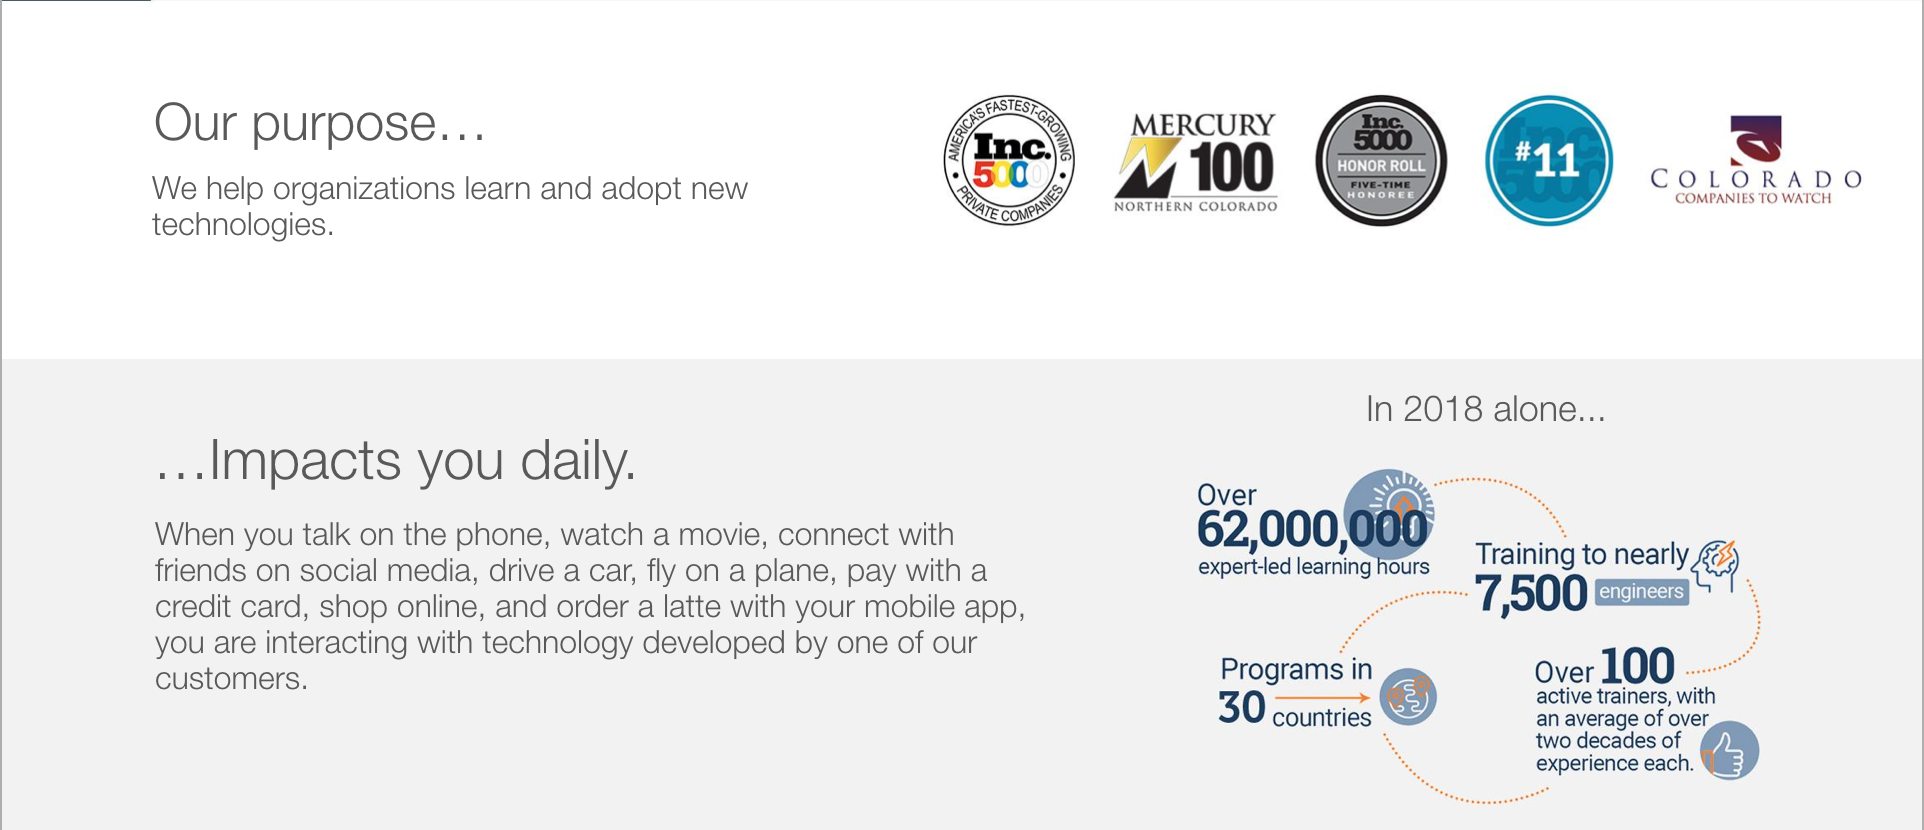 Our purpose…
We help organizations learn and adopt new
technologies.
AMERICA'S FASTEST-GROWING
Inc.
5000
• PRIVATE COMPANIES •
MERCURY
100
NORTHERN COLORADO
Inc.
5000
HONOR ROLL
FIVE-TIME
HONOREE
Inc.
#11
5000
COLORADO
COMPANIES TO WATCH
…Impacts you daily.
When you talk on the phone, watch a movie, connect with
friends on social media, drive a car, fly on a plane, pay with a
credit card, shop online, and order a latte with your mobile app,
you are interacting with technology developed by one of our
customers.
In 2018 alone...
Over
62,000,000
expert-led learning hours
Training to nearly
7,500 engineers
Programs in
30 countries
Over 100
active trainers, with
an average of over
two decades of
experience each.